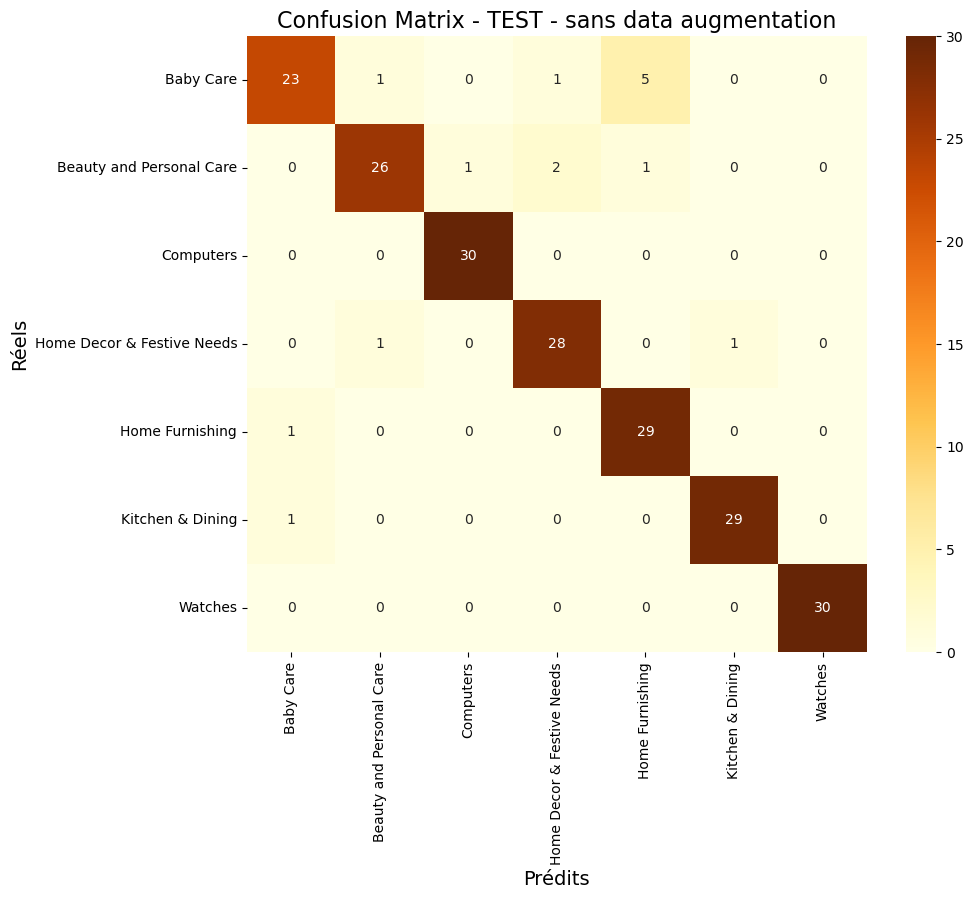 Confusion Matrix - TEST - sans data augmentation
Réels
Baby Care 23 1 0 1 5 0 0
Beauty and Personal Care 0 26 1 2 1 0 0
Computers 0 0 30 0 0 0 0
Home Decor & Festive Needs 0 1 0 28 0 1 0
Home Furnishing 1 0 0 0 29 0 0
Kitchen & Dining 1 0 0 0 0 29 0
Watches 0 0 0 0 0 0 30
Baby Care
Beauty and Personal Care
Computers
Home Decor & Festive Needs
Home Furnishing
Kitchen & Dining
Watches
Prédits
30
25
20
15
10
5
0